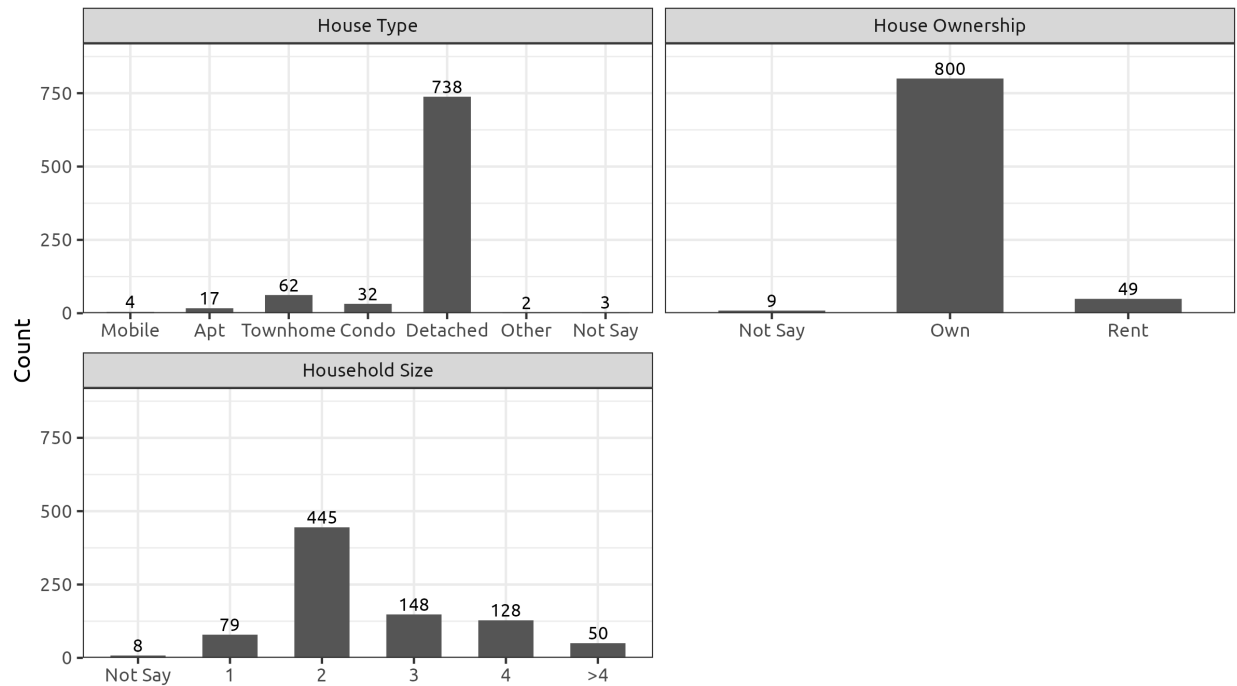 House Type
House Ownership
738
800
750
500
250
0
4
17
62
32
2
3
9
49
Mobile
Apt
Townhome
Condo
Detached
Other
Not Say
Not Say
Own
Rent
Count
Household Size
750
500
250
0
8
79
445
148
128
50
Not Say
1
2
3
4
>4